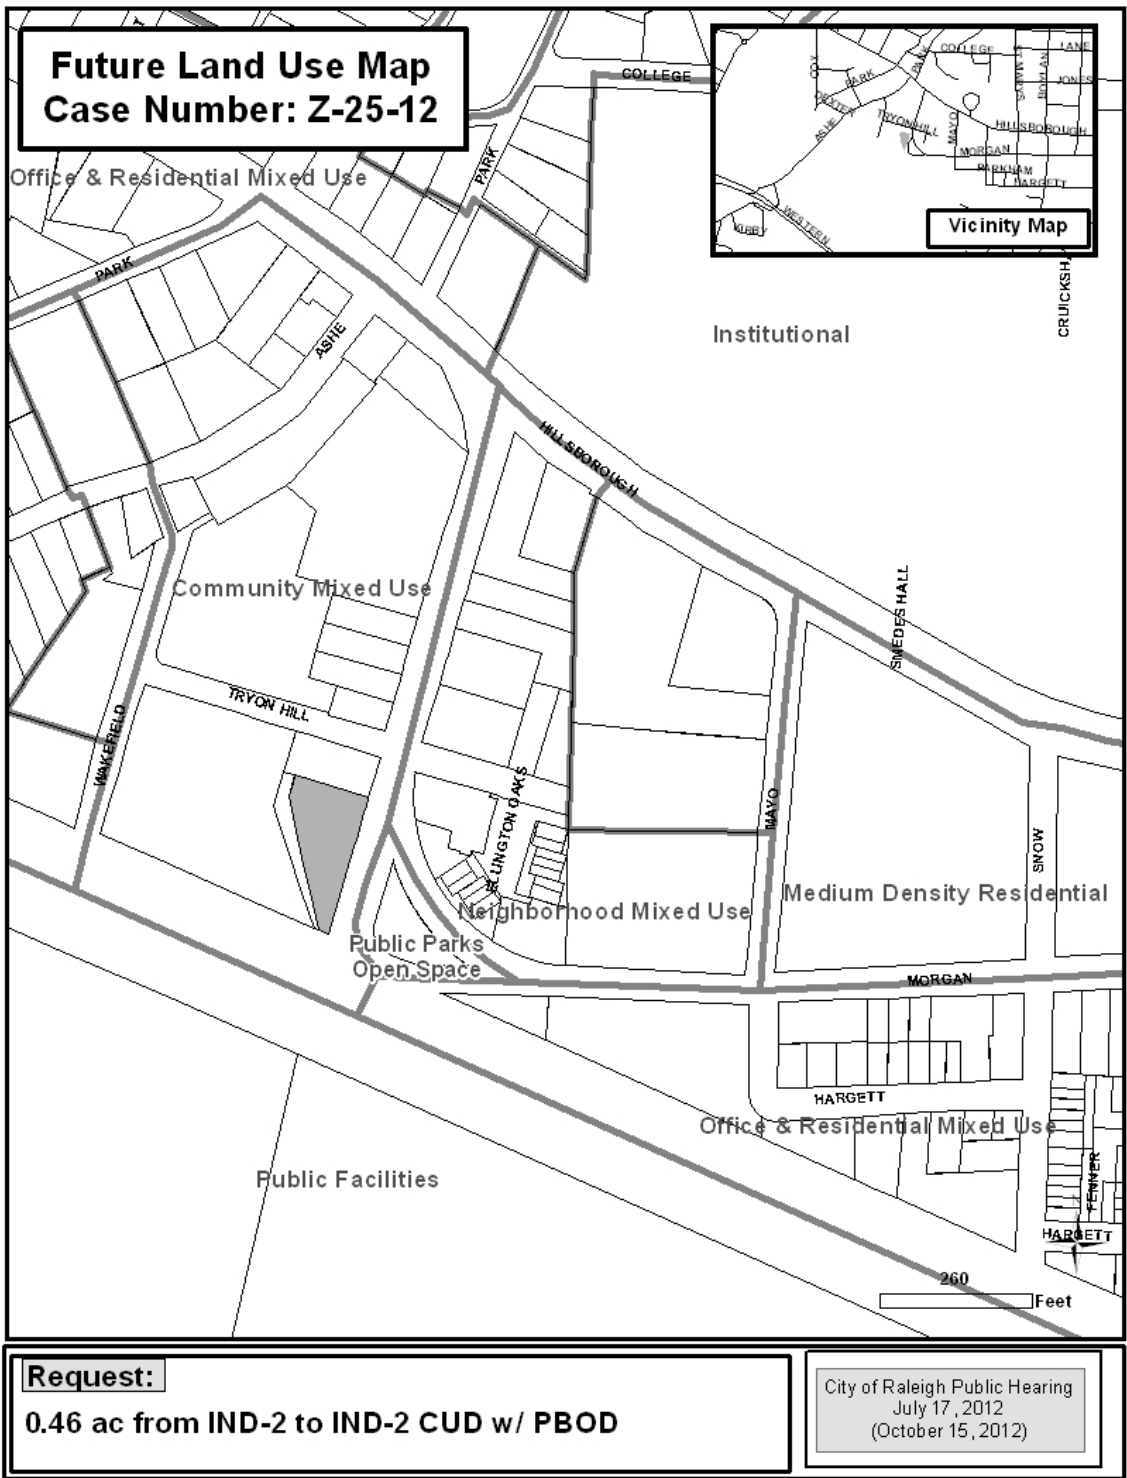 Future Land Use Map
Case Number: Z-25-12
COLLEGE
PARK
Office & Residential Mixed Use
PARK
ASHE
COX
PARK
PARK
COLLEGE
ST MARYS
BOYLAN
LANE
JONES
DEXTER
ASHE
TRYON HILL
MAYO
HILLSBOROUGH
MORGAN
PARKHAM
HARGETT
KIRBY
WESTERN
Vicinity Map
Institutional
HILLSBOROUGH
Community Mixed Use
SMEDES HALL
TRYON HILL
WAKEFIELD
MAYO
SNOW
Medium Density Residential
Neighborhood Mixed Use
Public Parks
Open Space
MORGAN
HARGETT
Office & Residential Mixed Use
Public Facilities
FENNER
HARGETT
260
Feet
Request:
0.46 ac from IND-2 to IND-2 CUD w/ PBOD
City of Raleigh Public Hearing
July 17, 2012
(October 15, 2012)